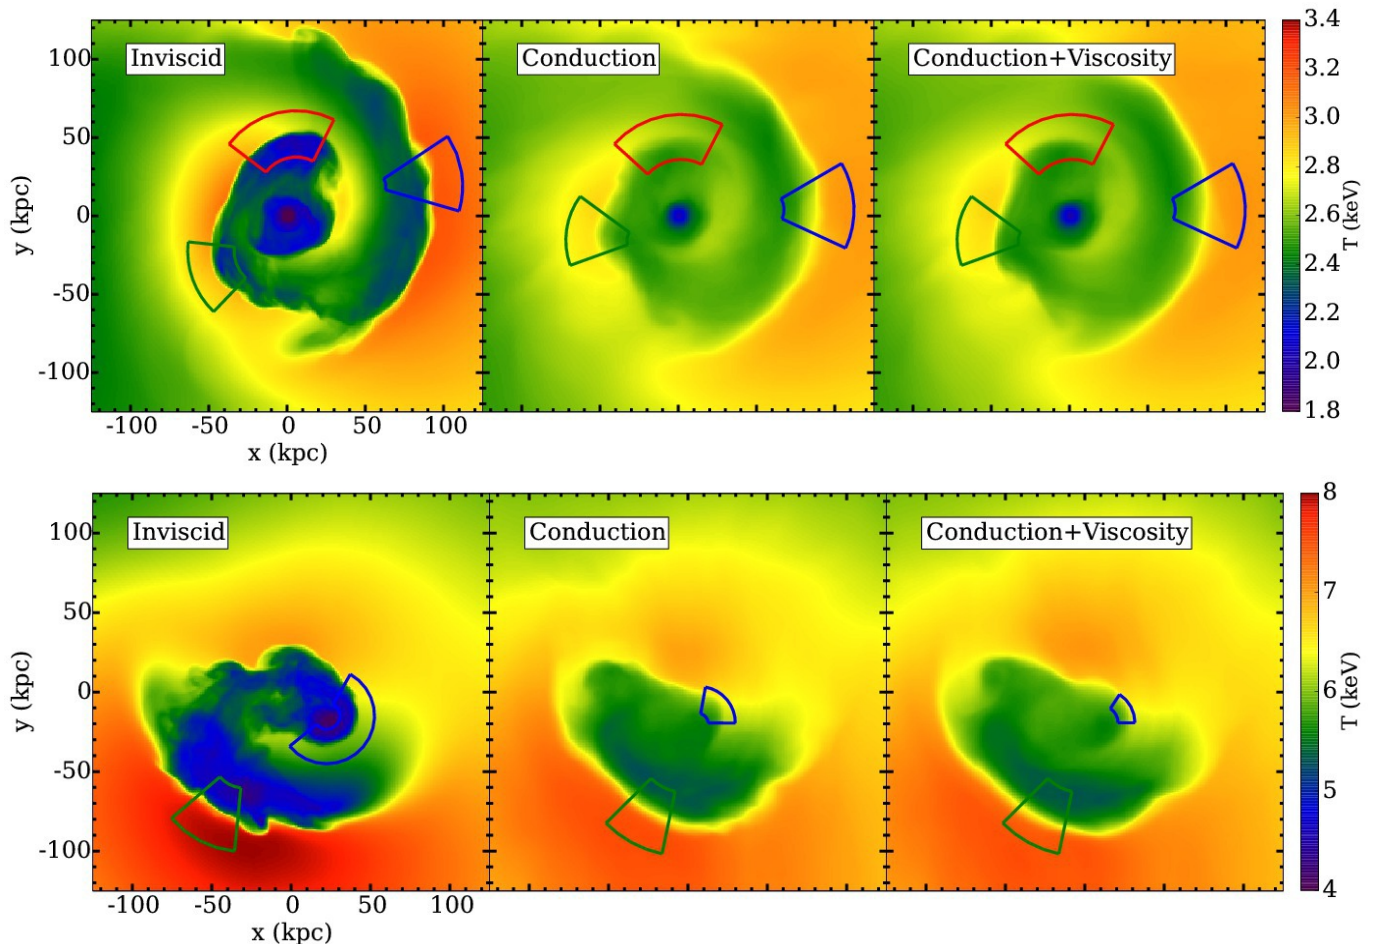 Inviscid
Conduction
Conduction+Viscosity
100
50
0
-50
-100
y (kpc)
-100 -50 0 50 100
x (kpc)
3.4
3.2
3.0
2.8
2.6
2.4
2.2
2.0
1.8
T (keV)
Inviscid
Conduction
Conduction+Viscosity
100
50
0
-50
-100
y (kpc)
-100 -50 0 50 100
x (kpc)
8
7
6
5
4
T (keV)